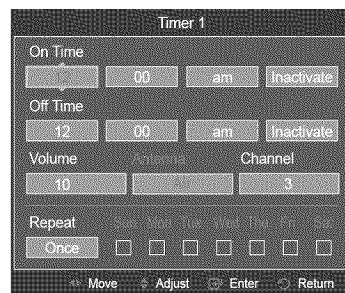 Timer 1
On Time
00 am Inactivate
Off Time
12 00 am Inactivate
Volume Antenna Channel
10 Air 3
Repeat Sun Mon Tue Wed Thu Fri Sat
Once
Move Adjust Enter Return